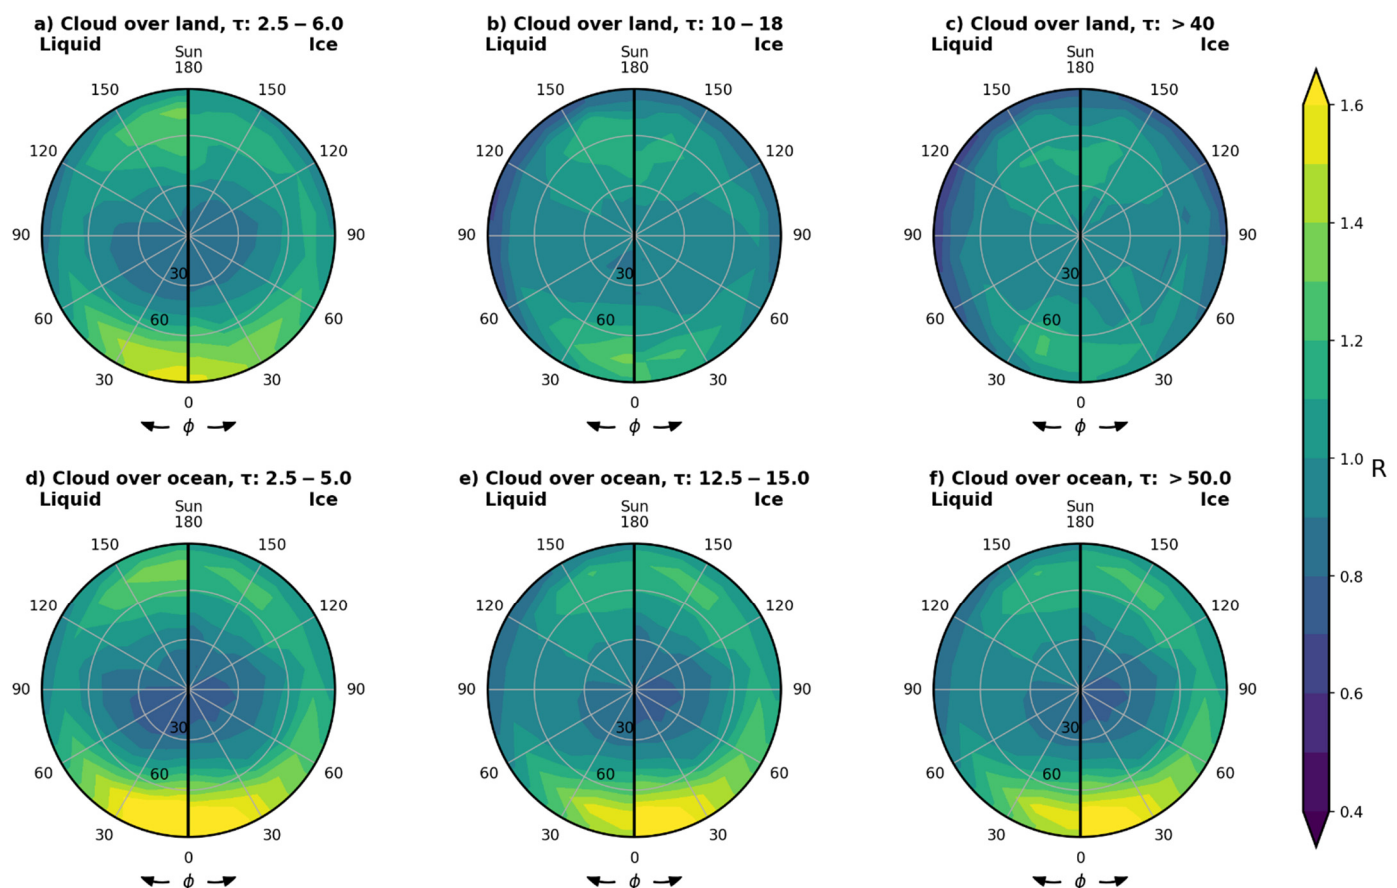 a) Cloud over land, τ: 2.5 − 6.0
Liquid Ice
Sun
180
150 150
120 120
90 90
60 60
30 30
30
60
0
ϕ
b) Cloud over land, τ: 10 − 18
Liquid Ice
Sun
180
150 150
120 120
90 90
60 60
30 30
30
60
0
ϕ
c) Cloud over land, τ: > 40
Liquid Ice
Sun
180
150 150
120 120
90 90
60 60
30 30
30
60
0
ϕ
d) Cloud over ocean, τ: 2.5 − 5.0
Liquid Ice
Sun
180
150 150
120 120
90 90
60 60
30 30
30
60
0
ϕ
e) Cloud over ocean, τ: 12.5 − 15.0
Liquid Ice
Sun
180
150 150
120 120
90 90
60 60
30 30
30
60
0
ϕ
f) Cloud over ocean, τ: > 50.0
Liquid Ice
Sun
180
150 150
120 120
90 90
60 60
30 30
30
60
0
ϕ
1.6
1.4
1.2
1.0
R
0.8
0.6
0.4